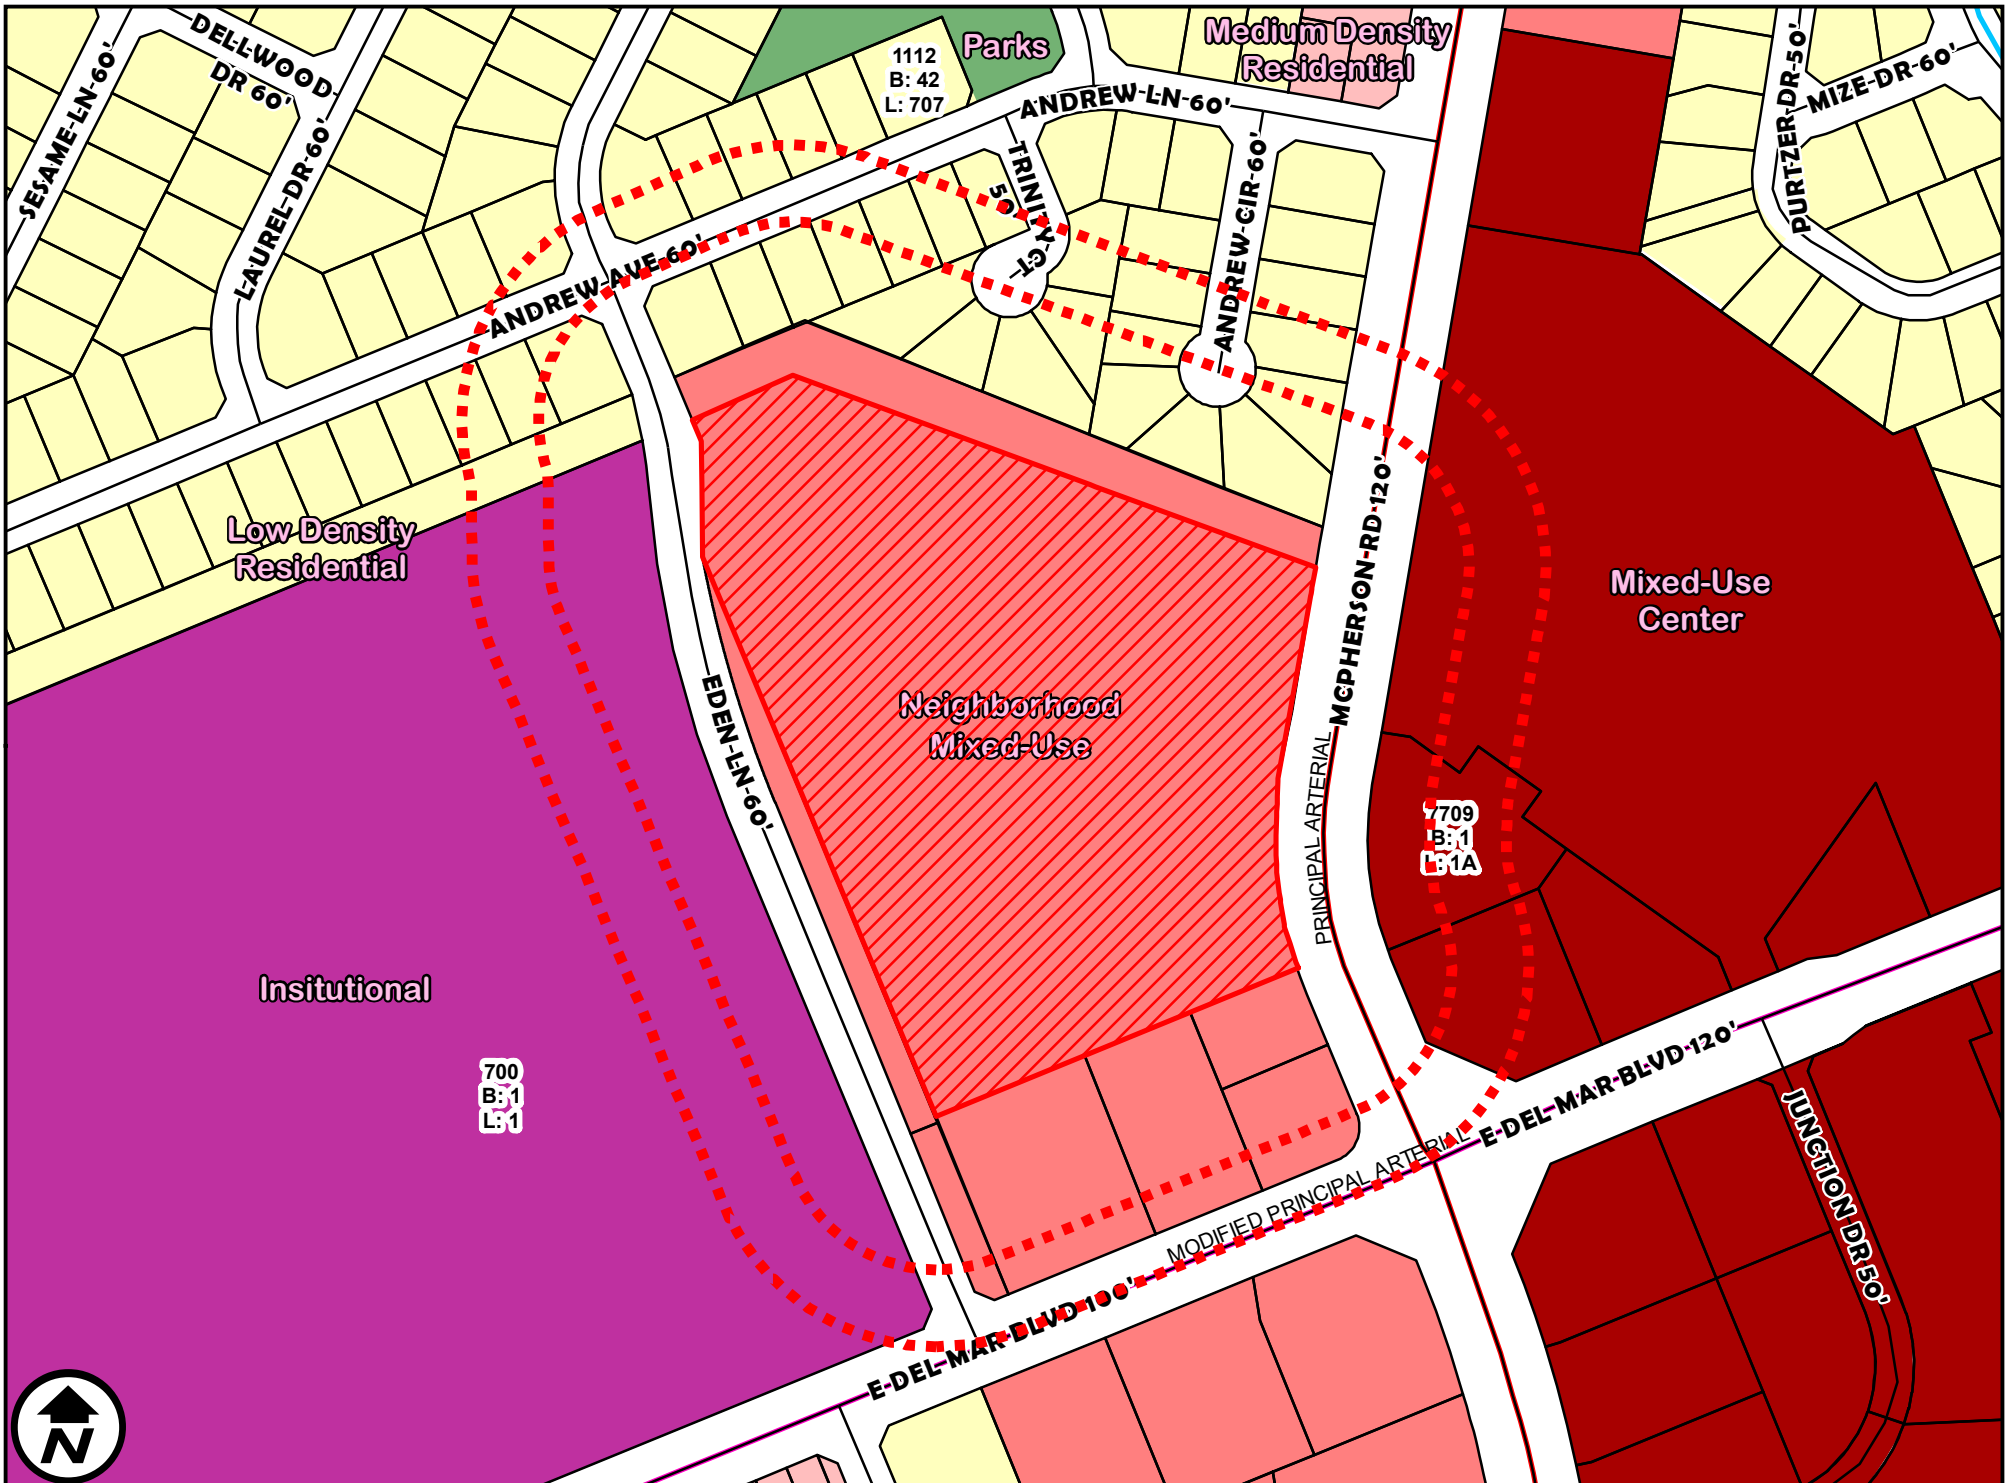 DELLWOOD
DR 60'
SESAME-LN-60'
LAUREL-DR-60'
1112
B: 42
L: 707
Parks
Medium Density
Residential
ANDREW-LN-60'
TRINITY-CT-
50'
ANDREW-CIR-60'
PURTZER-DR-50'
MIZE-DR-60'
ANDREW-AVE-60'
Low Density
Residential
MCPHERSON-RD-120'
Mixed-Use
Center
Neighborhood
Mixed-Use
EDEN-LN-60'
PRINCIPAL ARTERIAL
7709
B: 1
L: 1A
Insitutional
700
B: 1
L: 1
E-DEL-MAR-BLVD-120'
MODIFIED PRINCIPAL ARTERIAL
JUNCTION DR 50'
E-DEL-MAR-BLVD-100'
N